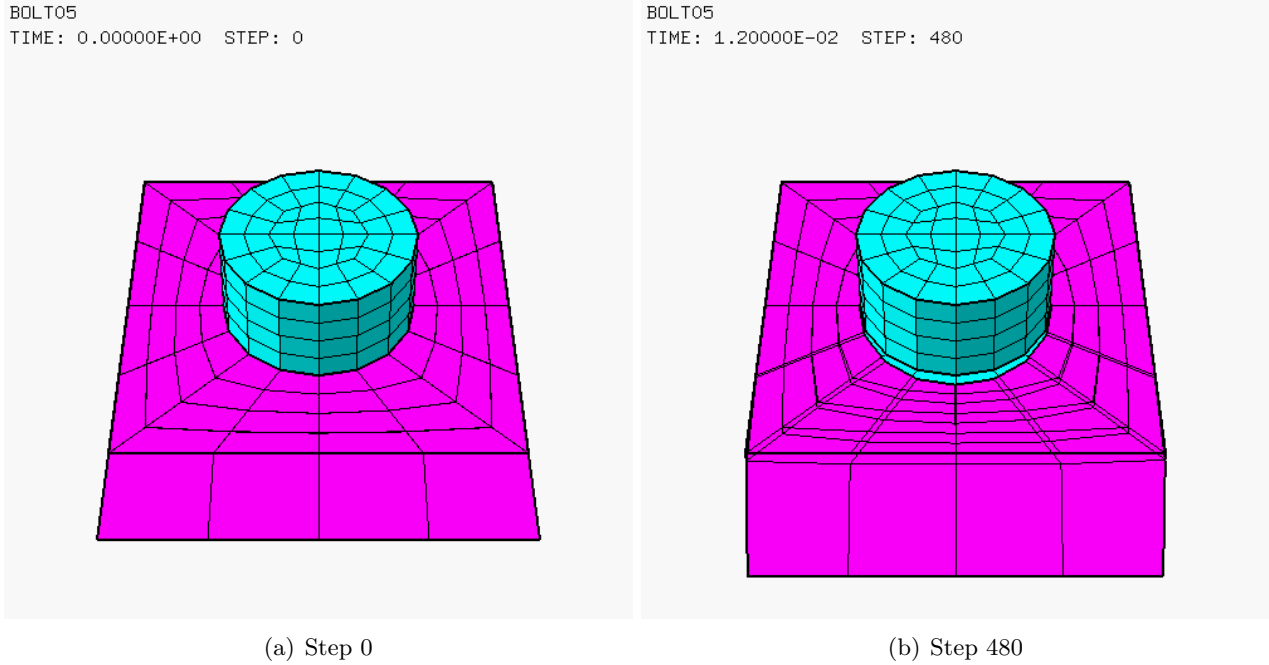 BOLT05
TIME: 0.00000E+00 STEP: 0
BOLT05
TIME: 1.20000E-02 STEP: 480
(a) Step 0
(b) Step 480